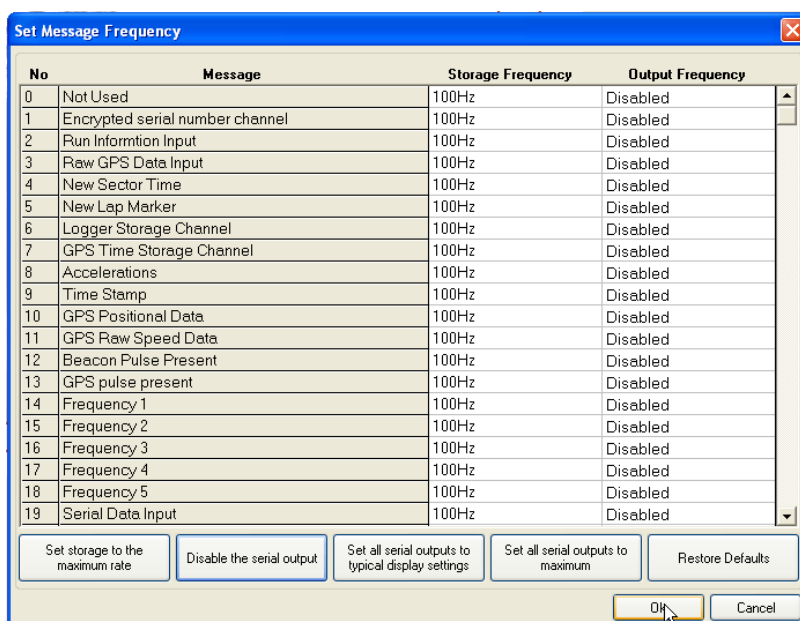 Set Message Frequency
No Message Storage Frequency Output Frequency
0 Not Used 100Hz Disabled
1 Encrypted serial number channel 100Hz Disabled
2 Run Informtion Input 100Hz Disabled
3 Raw GPS Data Input 100Hz Disabled
4 New Sector Time 100Hz Disabled
5 New Lap Marker 100Hz Disabled
6 Logger Storage Channel 100Hz Disabled
7 GPS Time Storage Channel 100Hz Disabled
8 Accelerations 100Hz Disabled
9 Time Stamp 100Hz Disabled
10 GPS Positional Data 100Hz Disabled
11 GPS Raw Speed Data 100Hz Disabled
12 Beacon Pulse Present 100Hz Disabled
13 GPS pulse present 100Hz Disabled
14 Frequency 1 100Hz Disabled
15 Frequency 2 100Hz Disabled
16 Frequency 3 100Hz Disabled
17 Frequency 4 100Hz Disabled
18 Frequency 5 100Hz Disabled
19 Serial Data Input 100Hz Disabled
Set storage to the
maximum rate
Disable the serial output
Set all serial outputs to
typical display settings
Set all serial outputs to
maximum
Restore Defaults
Ok Cancel